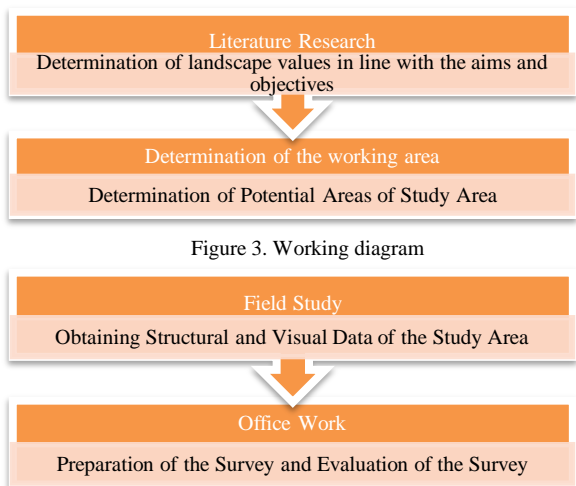 Literature Research
Determination of landscape values in line with the aims and
objectives
Determination of the working area
Determination of Potential Areas of Study Area
Figure 3. Working diagram
Field Study
Obtaining Structural and Visual Data of the Study Area
Office Work
Preparation of the Survey and Evaluation of the Survey